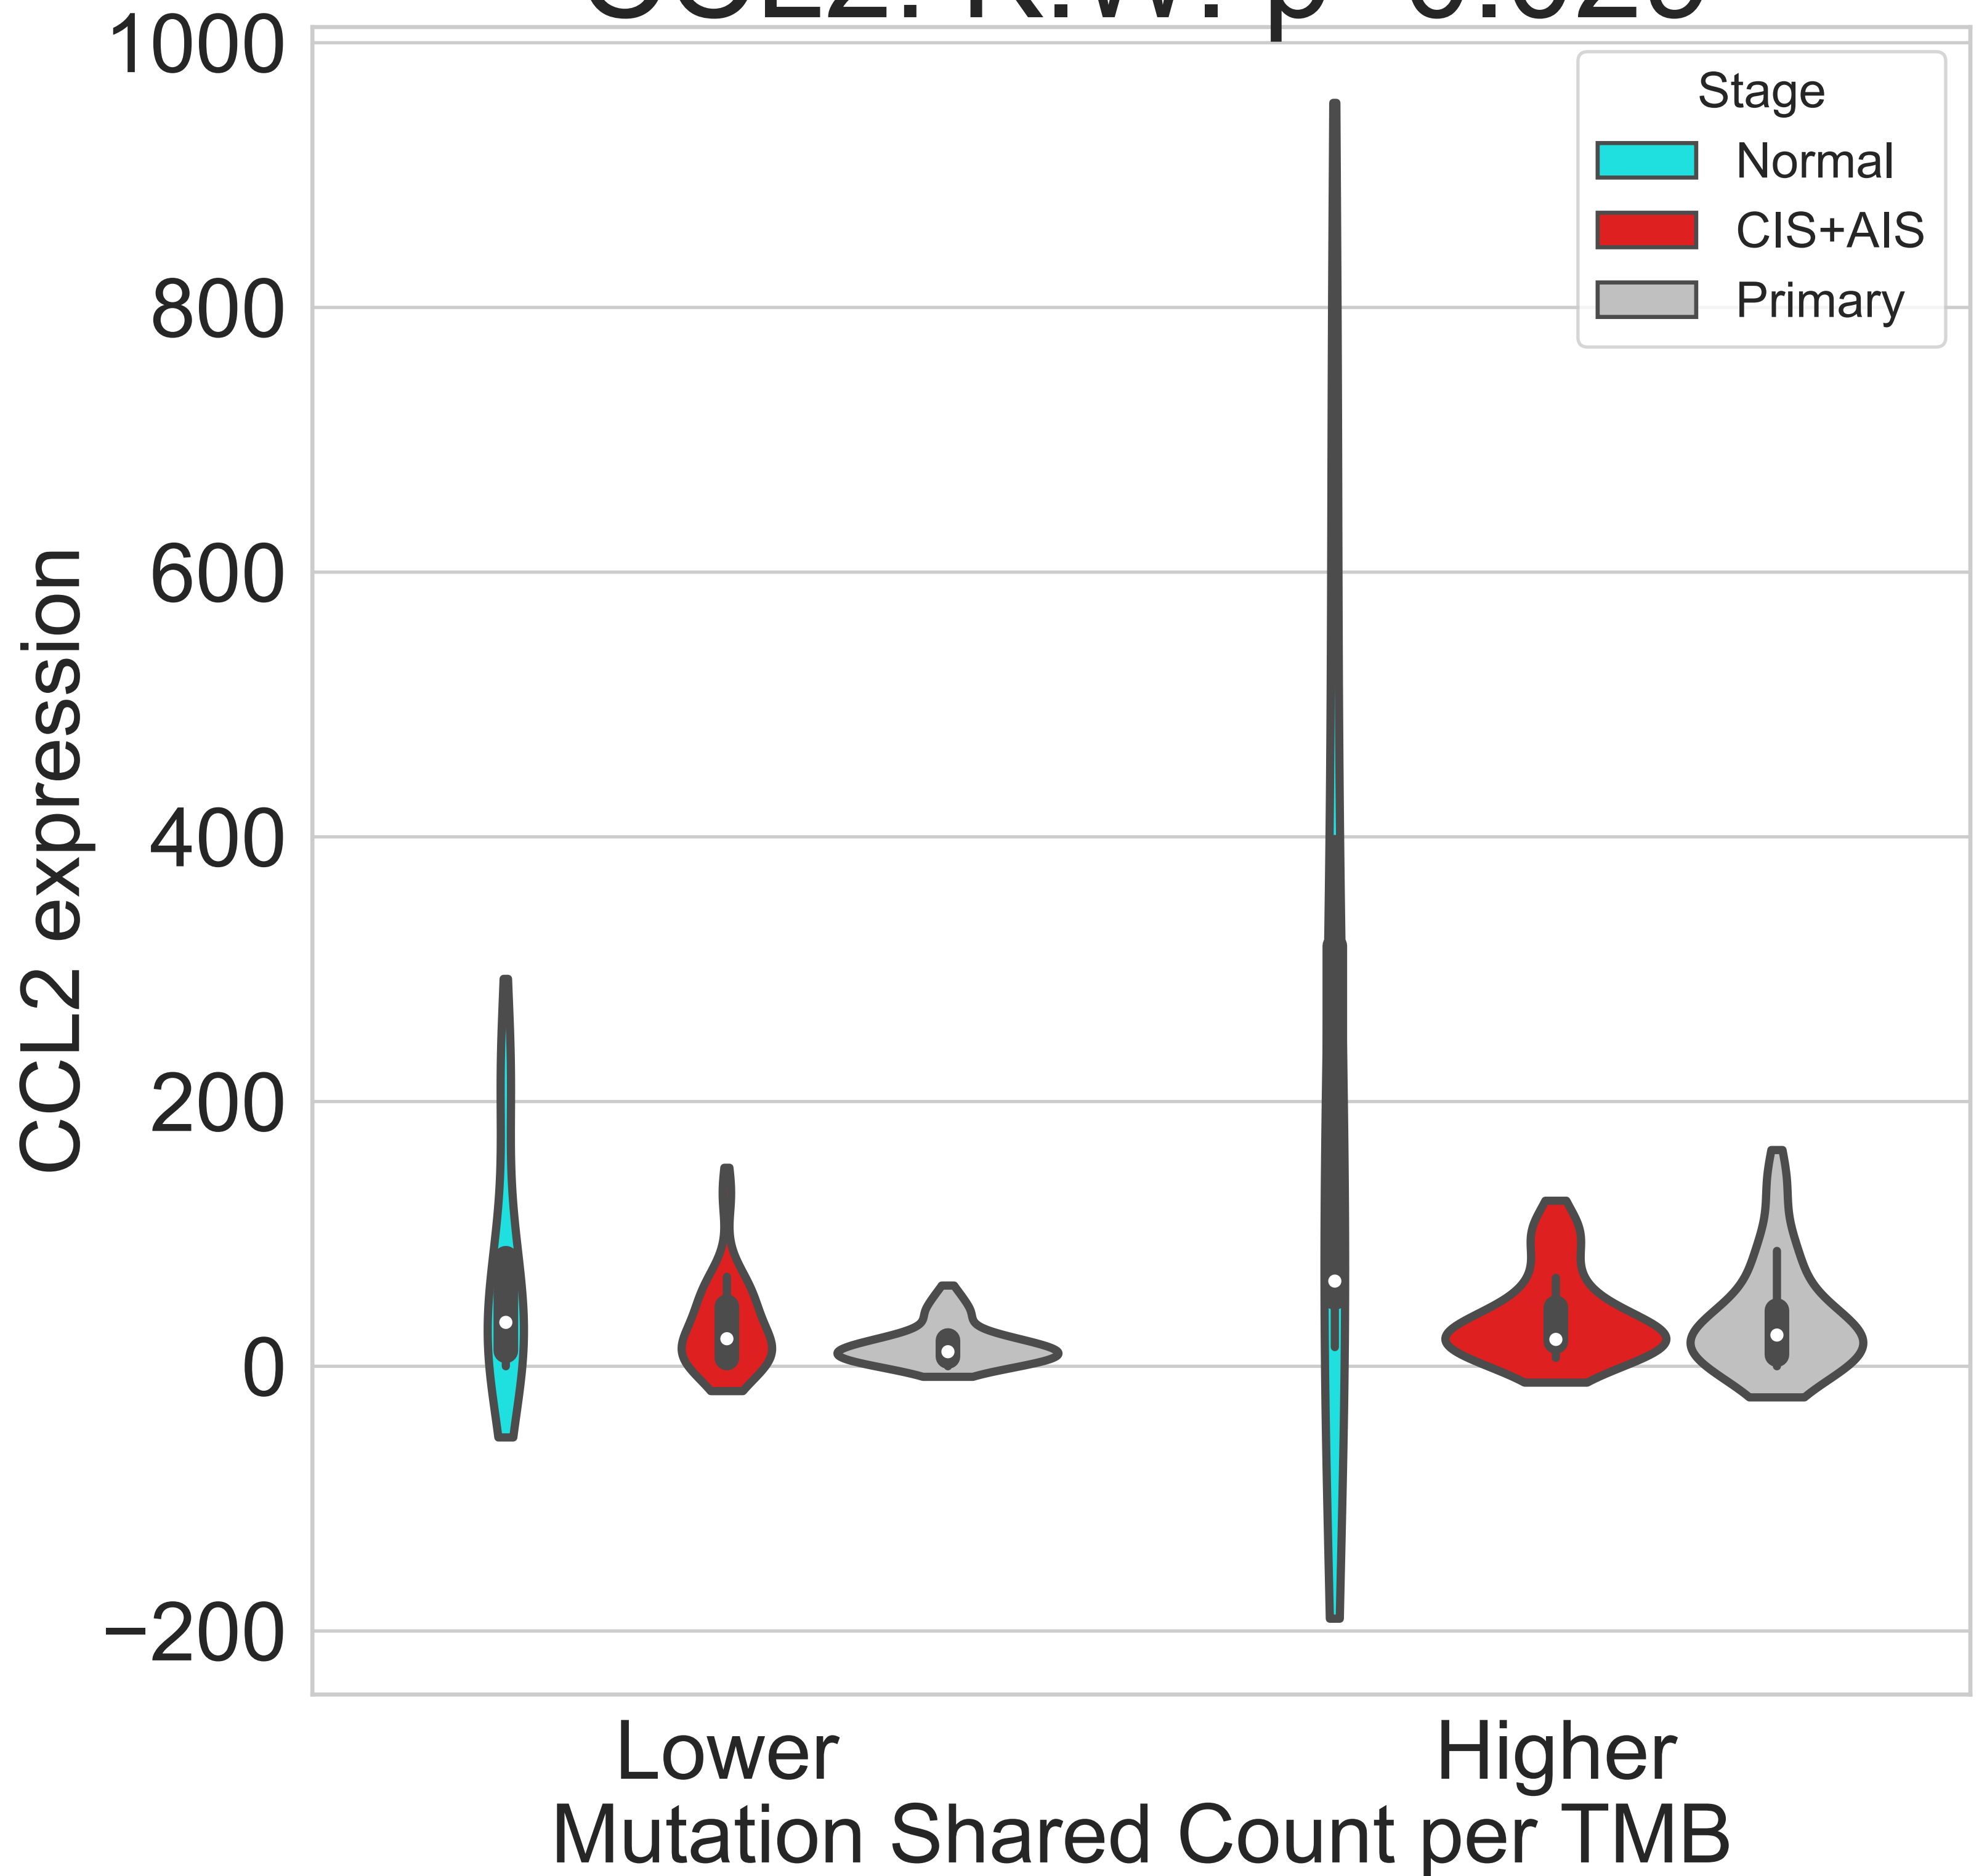 1000
Stage
Normal
CIS+AIS
Primary
800
600
400
200
0
−200
CCL2 expression
Lower
Higher
Mutation Shared Count per TMB